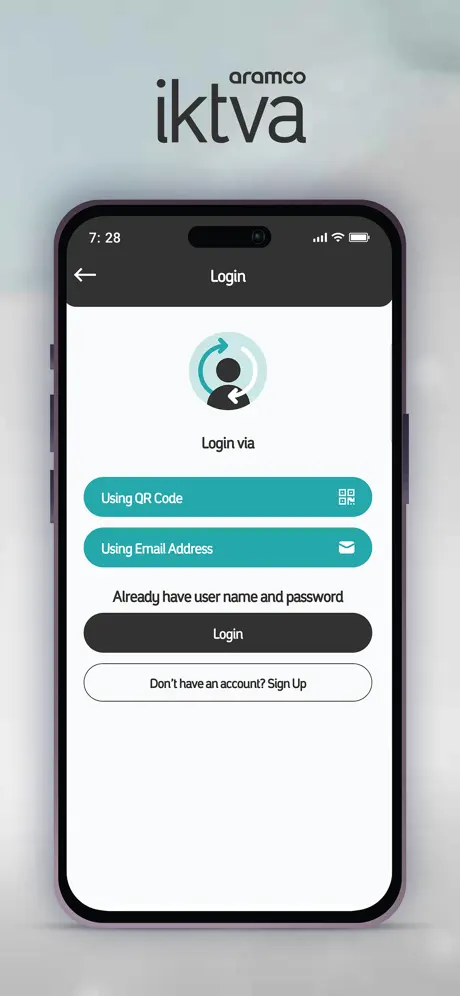 aramco
iktva
7: 28
Login
Login via
Using QR Code
Using Email Address
Already have user name and password
Login
Don't have an account? Sign Up